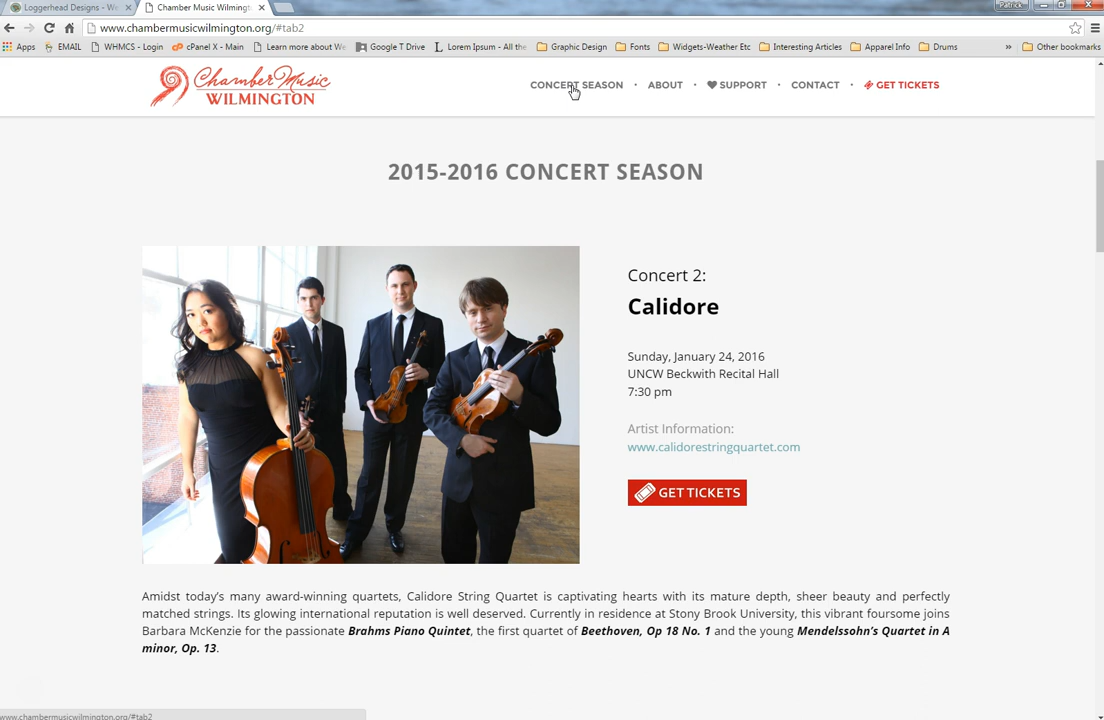 Loggerhead Designs - W
Chamber Music Wilmingt
Patrick
www.chambermusicwilmington.org/#tab2
Apps
EMAIL
WHMCS - Login
cPanel X - Main
Learn more about We
Google T Drive
Lorem Ipsum - All the
Graphic Design
Fonts
Widgets-Weather Etc
Interesting Articles
Apparel Info
Drums
»
Other bookmarks
Chamber Music
WILMINGTON
CONCERT SEASON • ABOUT • SUPPORT • CONTACT • GET TICKETS
2015-2016 CONCERT SEASON
Concert 2:
Calidore
Sunday, January 24, 2016
UNCW Beckwith Recital Hall
7:30 pm
Artist Information:
www.calidorestringquartet.com
GET TICKETS
Amidst today's many award-winning quartets, Calidore String Quartet is captivating hearts with its mature depth, sheer beauty and perfectly
matched strings. Its glowing international reputation is well deserved. Currently in residence at Stony Brook University, this vibrant foursome joins
Barbara McKenzie for the passionate Brahms Piano Quintet, the first quartet of Beethoven, Op 18 No. 1 and the young Mendelssohn's Quartet in A
minor, Op. 13.
www.chambermusicwilmington.org/#tab2